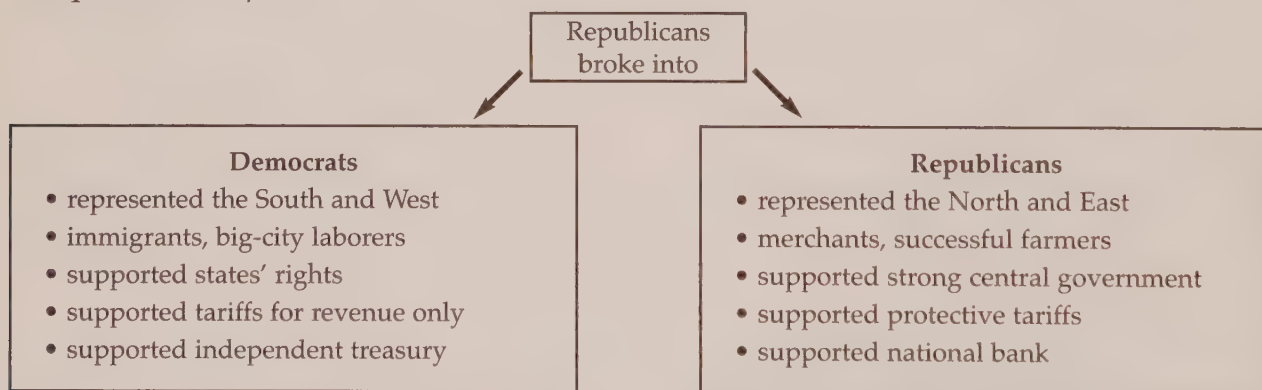 Republicans
broke into
Democrats
• represented the South and West
• immigrants, big-city laborers
• supported states' rights
• supported tariffs for revenue only
• supported independent treasury
Republicans
• represented the North and East
• merchants, successful farmers
• supported strong central government
• supported protective tariffs
• supported national bank